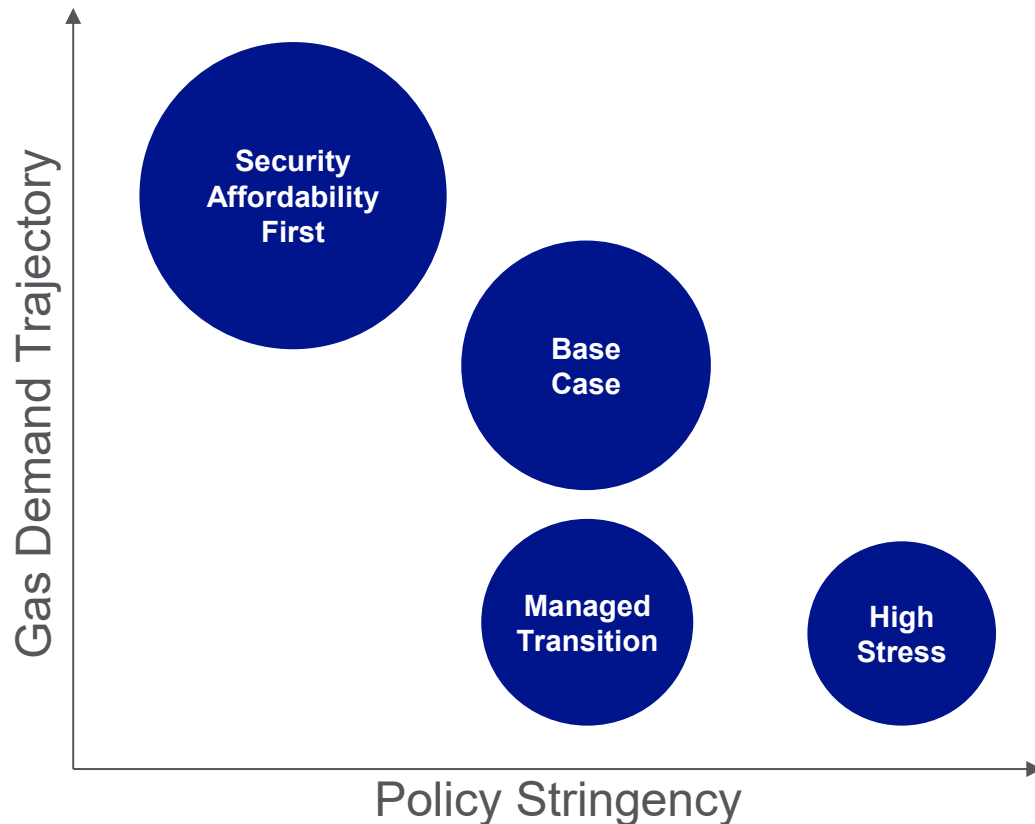 Gas Demand Trajectory
Security
Affordability
First
Base
Case
Managed
Transition
High
Stress
Policy Stringency